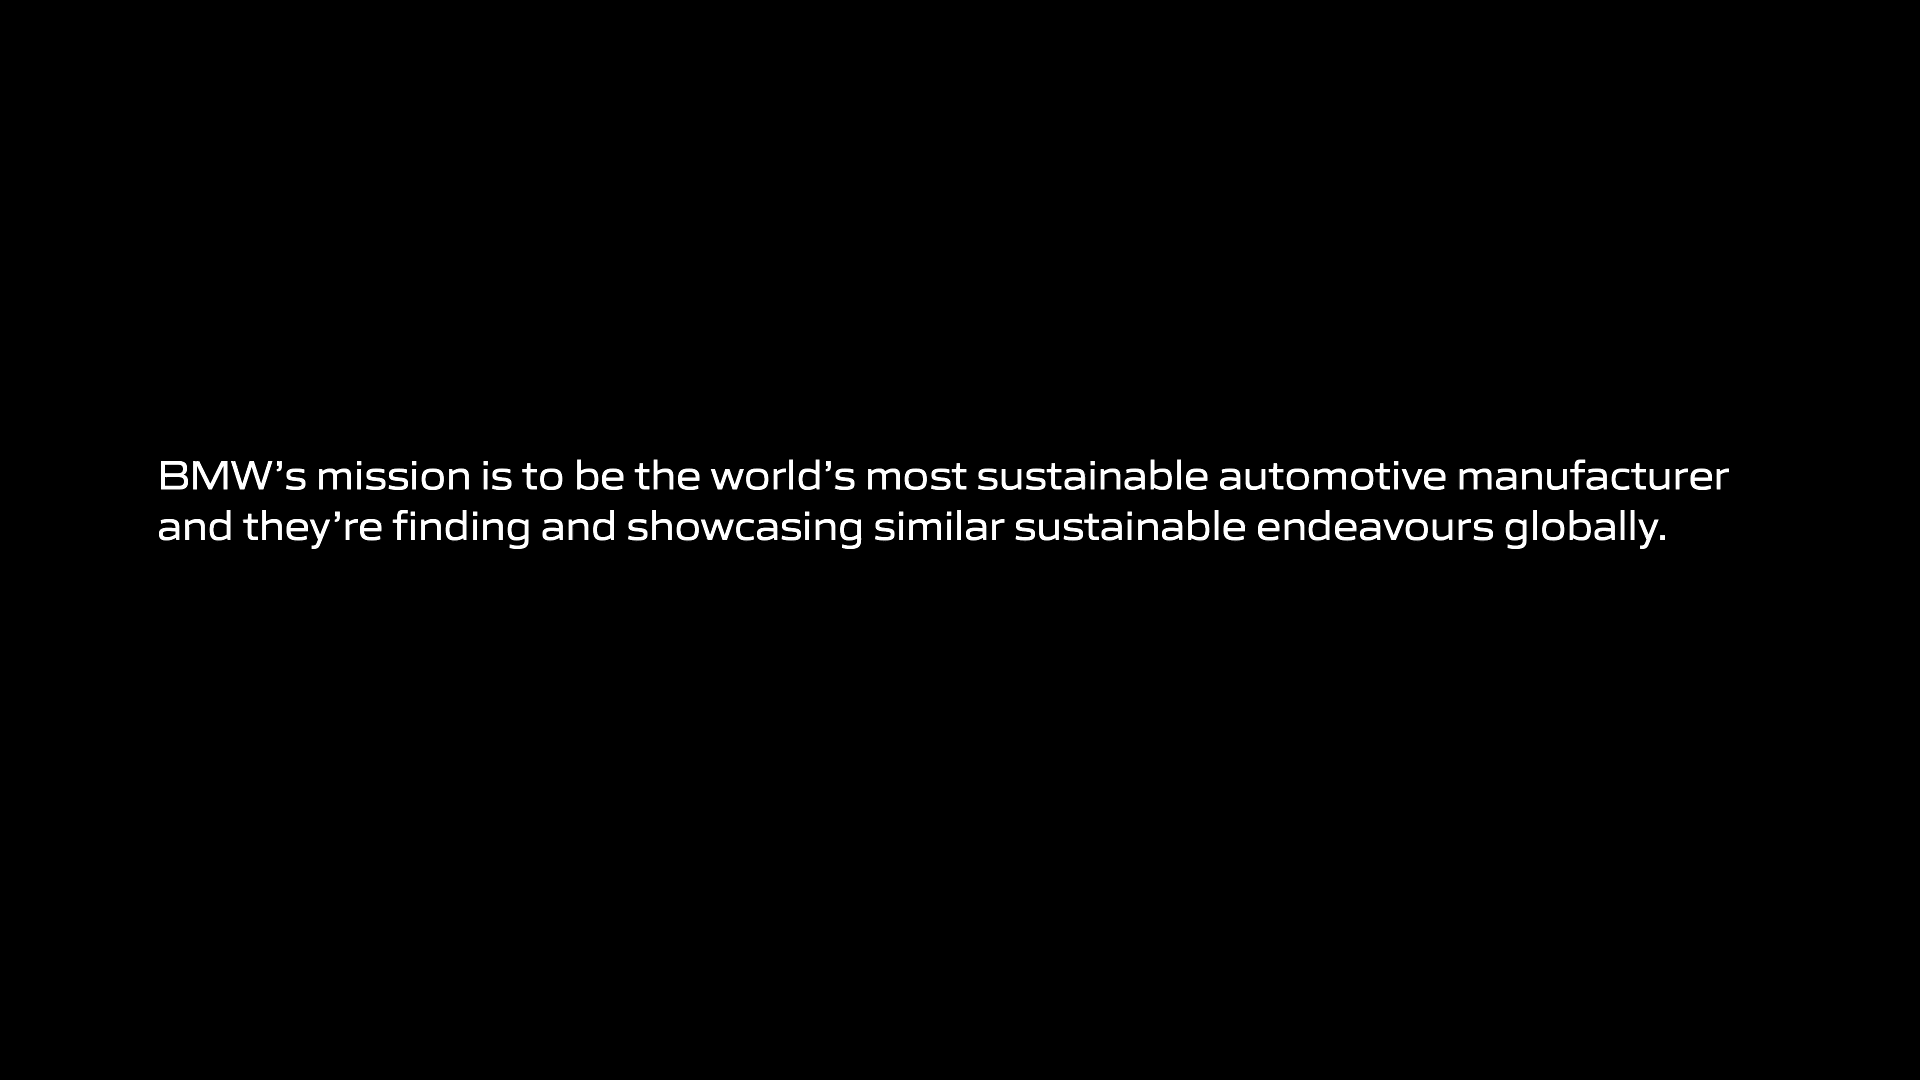 BMW’s mission is to be the world’s most sustainable automotive manufacturer
and they’re finding and showcasing similar sustainable endeavours globally.